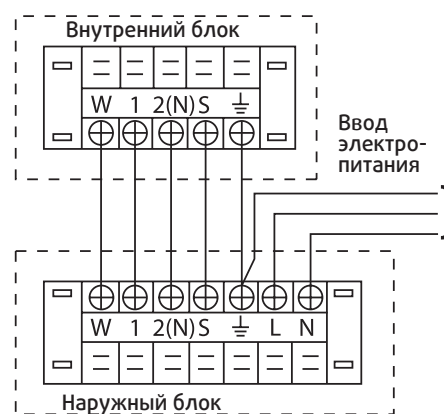 Внутренний блок
W 1 2(N) S
Ввод
электро-
питания
W 1 2(N) S L N
Наружный блок